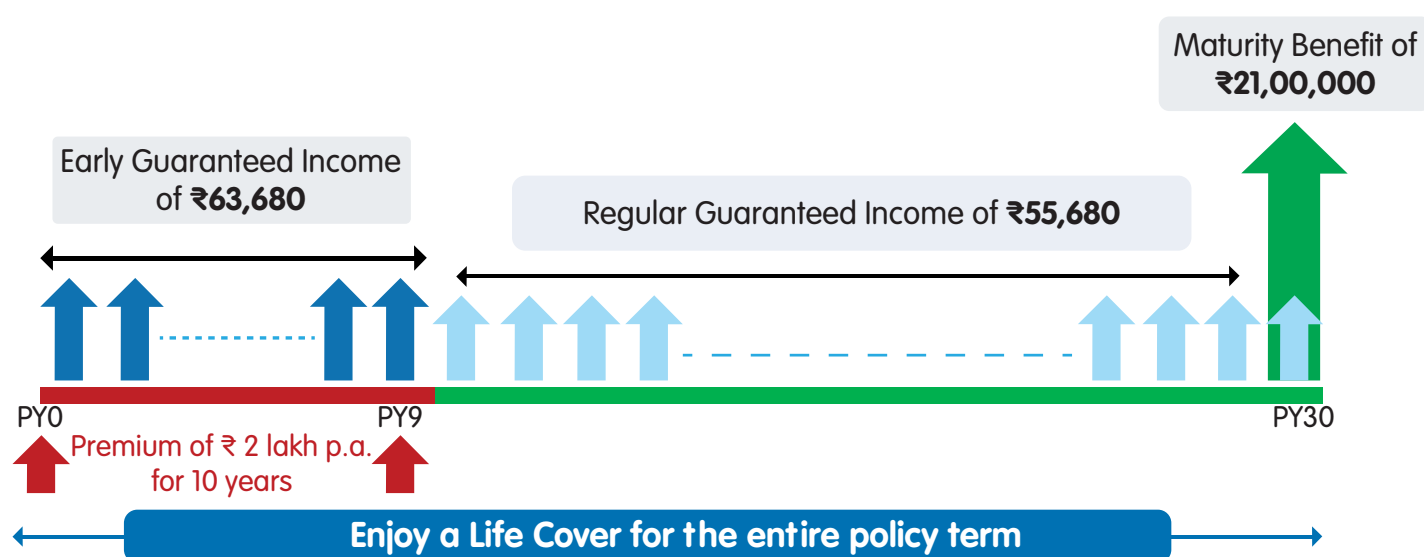 Maturity Benefit of
₹21,00,000
Early Guaranteed Income
of ₹63,680
Regular Guaranteed Income of ₹55,680
PY0
PY9
PY30
Premium of ₹ 2 lakh p.a.
for 10 years
Enjoy a Life Cover for the entire policy term